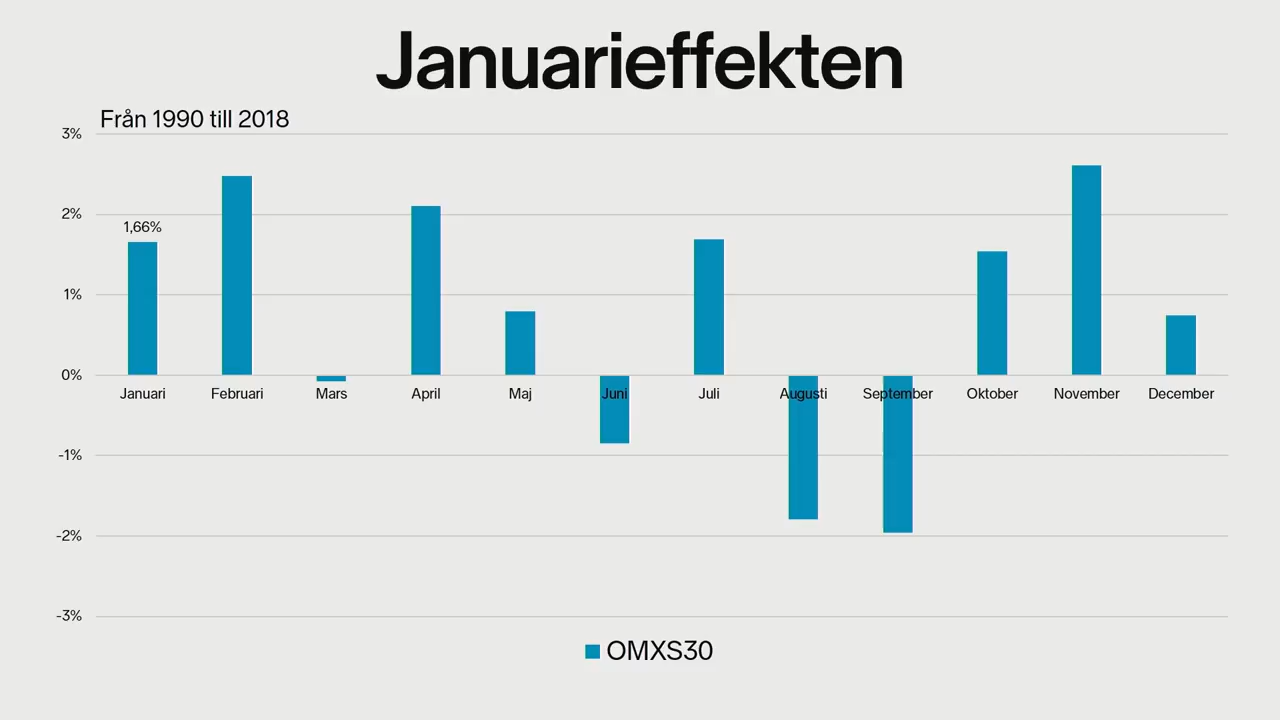 Januarieffekten
Från 1990 till 2018
3%
2%
1%
0%
-1%
-2%
-3%
1,66%
Januari Februari Mars April Maj Juni Juli Augusti September Oktober November December
OMXS30